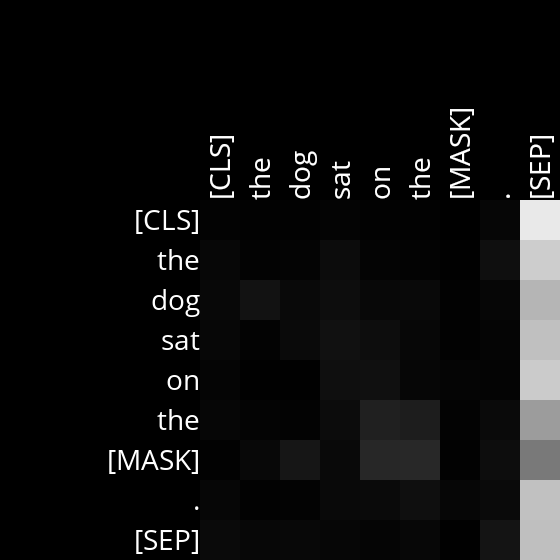 [CLS] the dog sat on the [MASK] . [SEP]
[CLS]
the
dog
sat
on
the
[MASK]
.
[SEP]